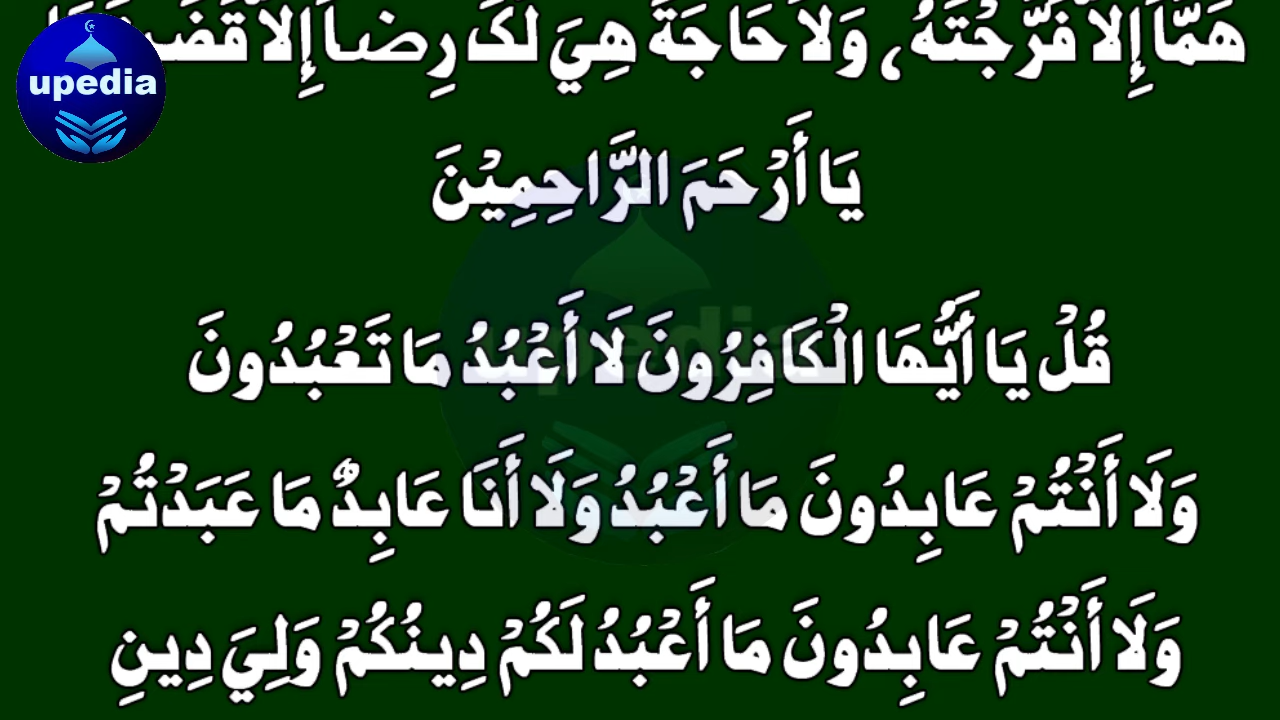 هَمَّاً إِلاَّ فَرَّجْتَهُ، وَلاَ حَاجَةً هِيَ لَكَ رِضاً إِلاَّ
upedia
يَا أَرْحَمَ الرَّاحِمِيْنَ
قُلْ يَا أَيُّهَا الْكَافِرُونَ لَا أَعْبُدُ مَا تَعْبُدُونَ
وَلَا أَنْتُمْ عَابِدُونَ مَا أَعْبُدُ وَلَا أَنَا عَابِدٌ مَا عَبَدْتُمْ
وَلَا أَنْتُمْ عَابِدُونَ مَا أَعْبُدُ لَكُمْ دِينُكُمْ وَلِيَ دِينِ